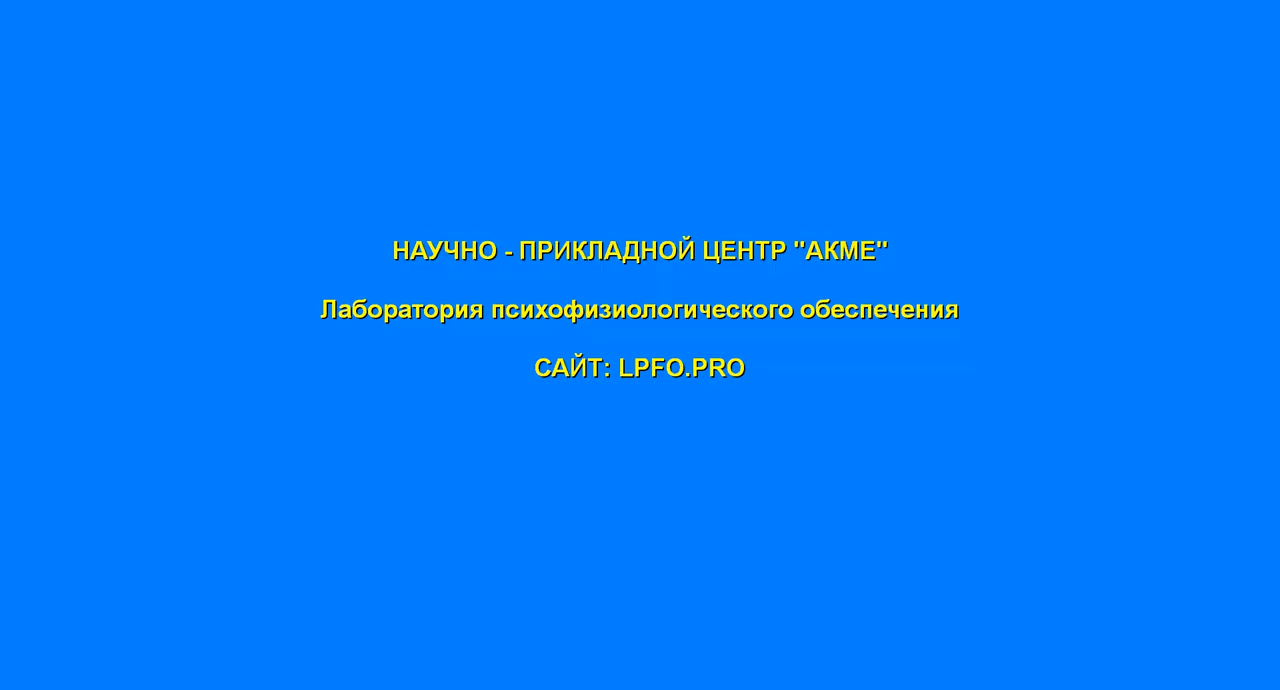 НАУЧНО - ПРИКЛАДНОЙ ЦЕНТР "АКМЕ"
Лаборатория психофизиологического обеспечения
САЙТ: LPFO.PRO